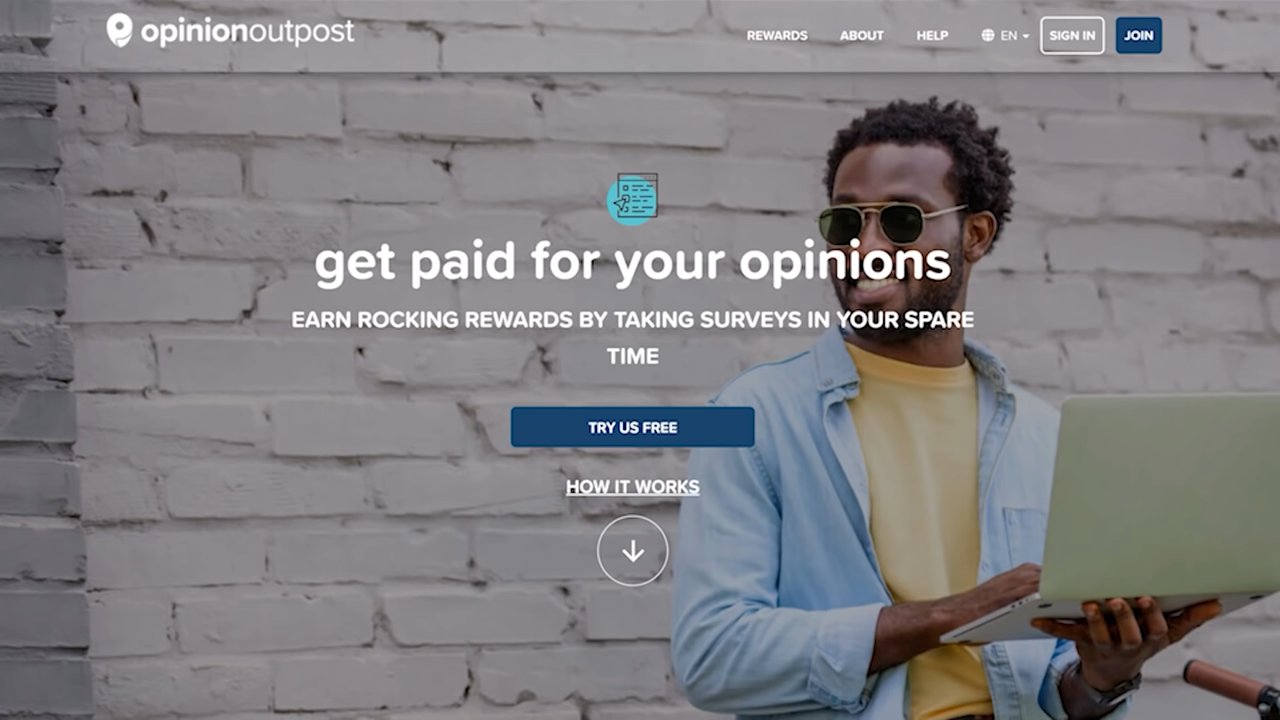 opinionoutpost
REWARDS ABOUT HELP EN SIGN IN JOIN
get paid for your opinions
EARN ROCKING REWARDS BY TAKING SURVEYS IN YOUR SPARE
TIME
TRY US FREE
HOW IT WORKS